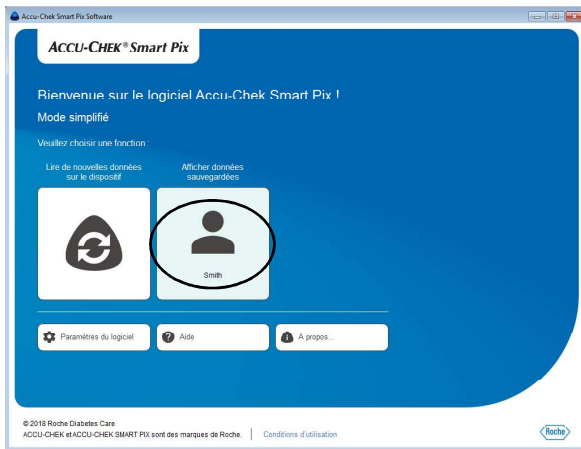 Accu-Chek Smart Pix Software
ACCU-CHEK® Smart Pix
Bienvenue sur le logiciel Accu-Chek Smart Pix !
Mode simplifié
Veuillez choisir une fonction :
Lire de nouvelles données
sur le dispositif
Afficher données
sauvegardées
Smith
Paramètres du logiciel
Aide
A propos...
© 2018 Roche Diabetes Care
ACCU-CHEK et ACCU-CHEK SMART PIX sont des marques de Roche.
Conditions d'utilisation
Roche